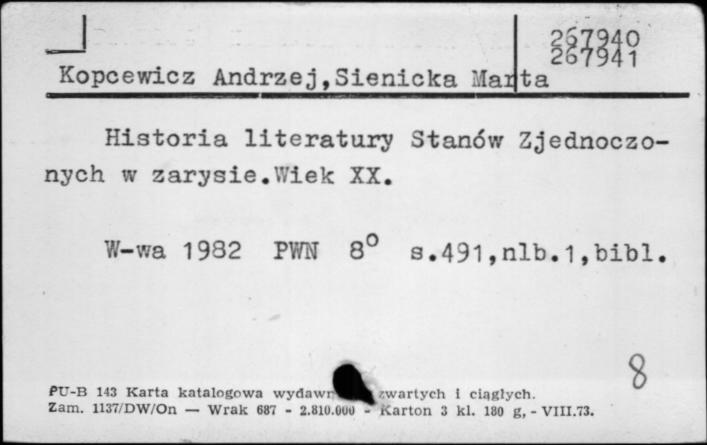 267940
267941
Kopcewicz Andrzej,Sienicka Marta
Historia literatury Stanów Zjednoczo-
nych w zarysie.Wiek XX.
W-wa 1982 PWN 8° s.491,nlb.1,bibl.
8
PU-B 143 Karta katalogowa zwartych i ciągłych.
Zam. 1137/DW/On — Wrak 687 - 2.810.000 - Karton 3 kl. 180 g, - VIII.73.